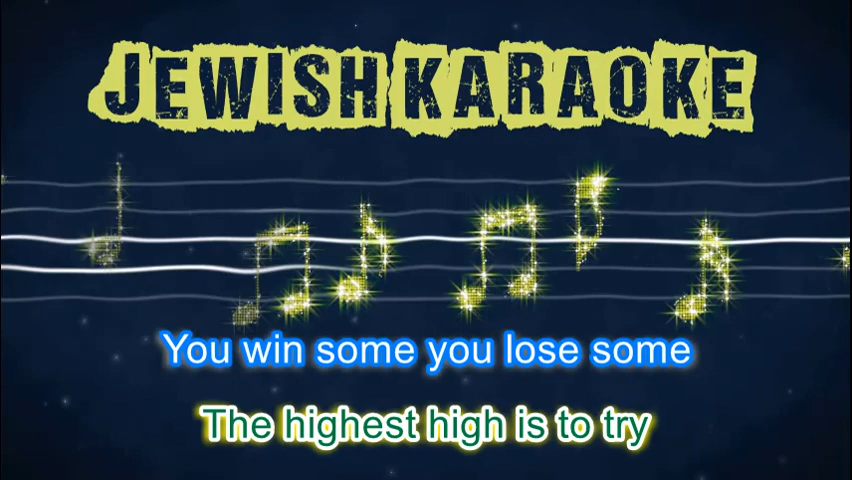 JEWISH KARAOKE
You win some you lose some
The highest high is to try